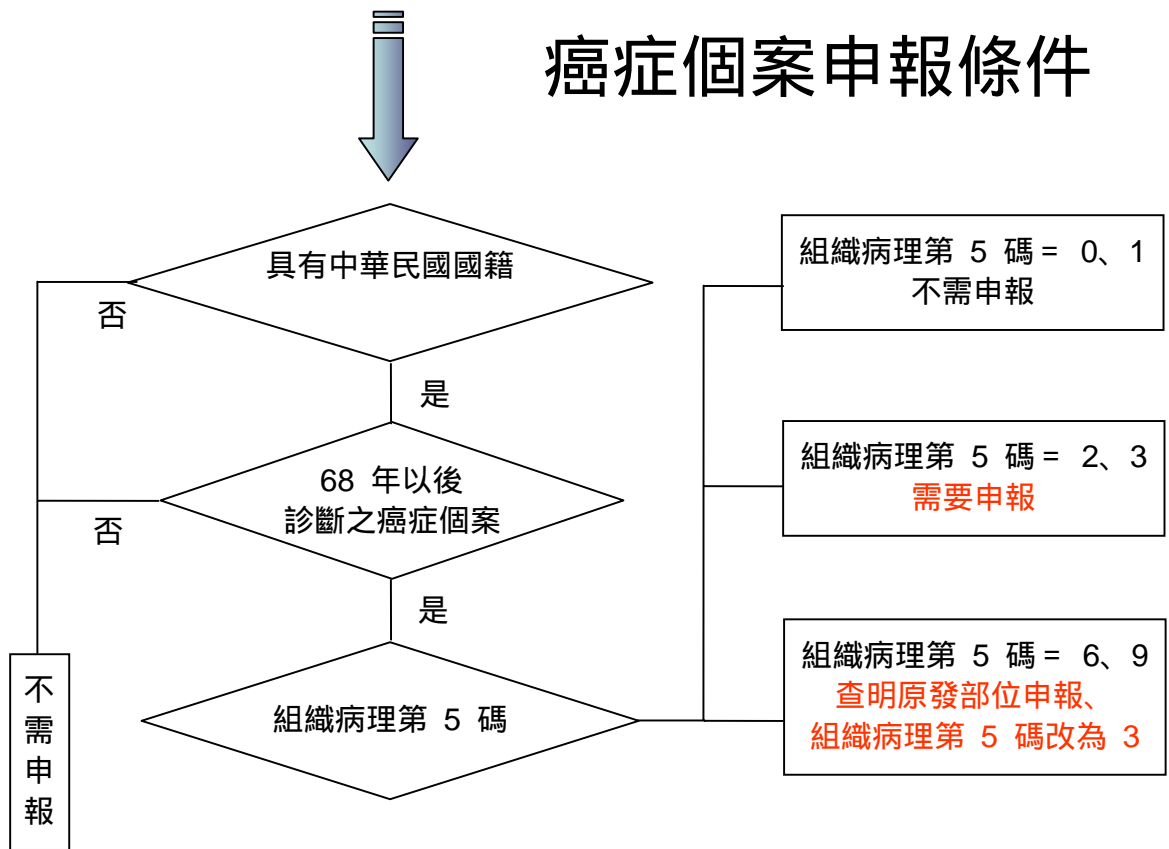 癌症個案申報條件
具有中華民國國籍
否
是
68 年以後
診斷之癌症個案
否
是
組織病理第 5 碼
不需申報
組織病理第 5 碼 = 0、1
不需申報
組織病理第 5 碼 = 2、3
需要申報
組織病理第 5 碼 = 6、9
查明原發部位申報、
組織病理第 5 碼改為 3